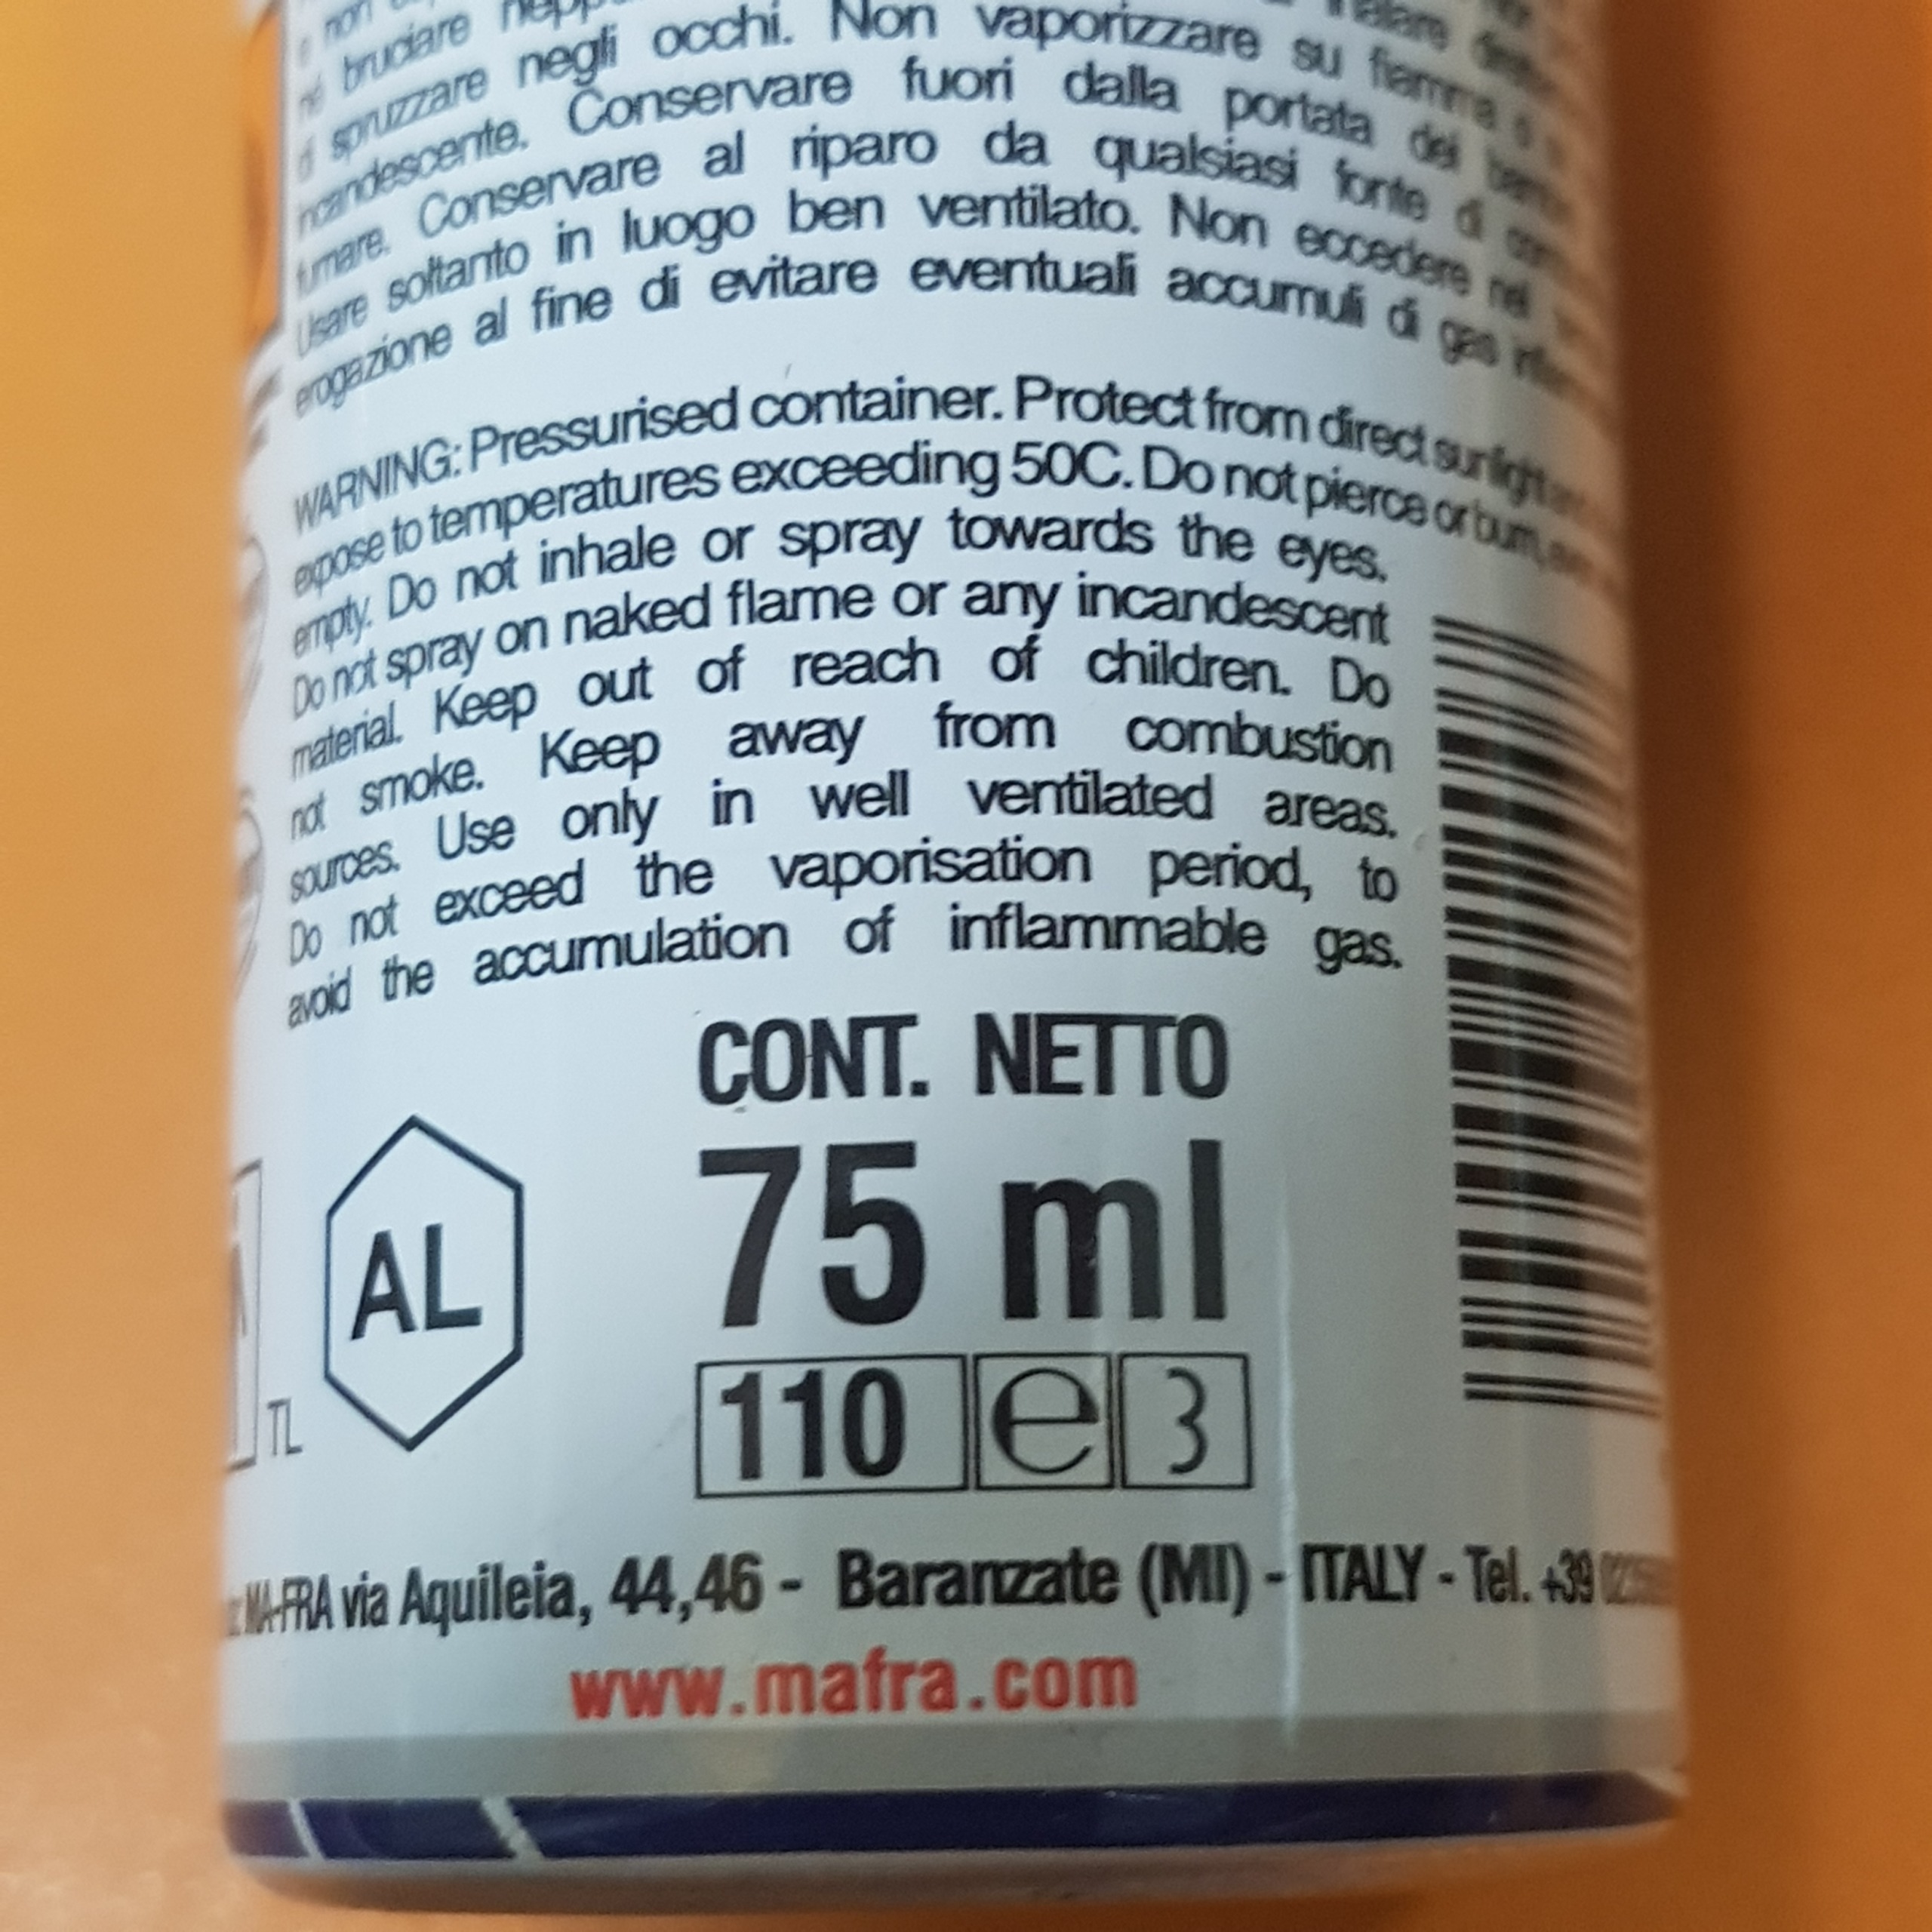 non
bruciare
spruzzare negli occhi. Non vaporizzare su fiamma o
incandescente. Conservare fuori dalla portata dei
fumare. Conservare al riparo da qualsiasi fonte di
Usare soltanto in luogo ben ventilato. Non eccedere nel
erogazione al fine di evitare eventuali accumuli di gas
WARNING: Pressurised container. Protect from direct sunlight
expose to temperatures exceeding 50C. Do not pierce or burn,
empty. Do not inhale or spray towards the eyes.
Do not spray on naked flame or any incandescent
material. Keep out of reach of children. Do
not smoke. Keep away from combustion
sources. Use only in well ventilated areas.
Do not exceed the vaporisation period, to
avoid the accumulation of inflammable gas.
CONT. NETTO
75 ml
AL
110 e 3
TL
MA-FRA via Aquileia, 44,46 - Baranzate (MI) - ITALY - Tel. +39
www.mafra.com